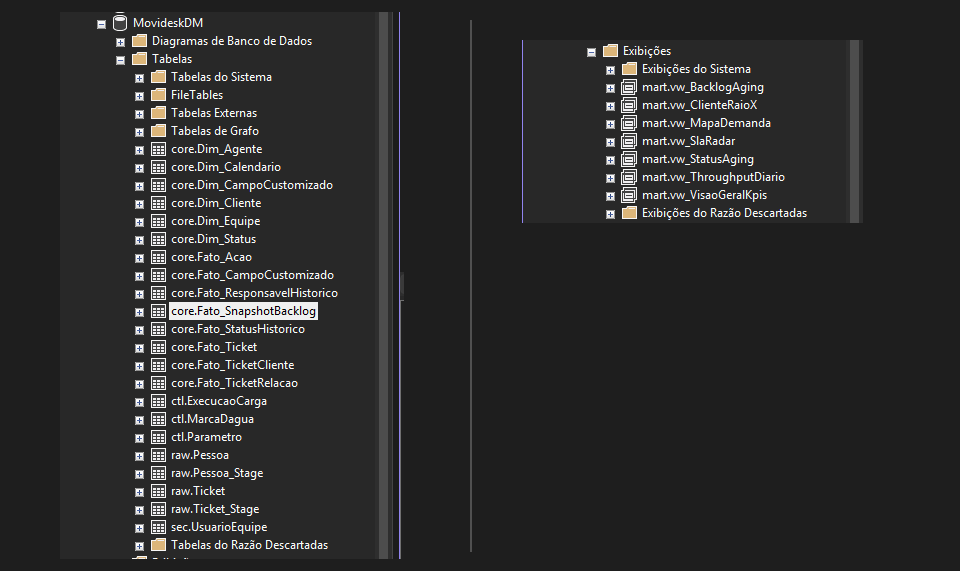 MovideskDM
Diagramas de Banco de Dados
Tabelas
Tabelas do Sistema
FileTables
Tabelas Externas
Tabelas de Grafo
core.Dim_Agente
core.Dim_Calendario
core.Dim_CampoCustomizado
core.Dim_Cliente
core.Dim_Equipe
core.Dim_Status
core.Fato_Acao
core.Fato_CampoCustomizado
core.Fato_ResponsavelHistorico
core.Fato_SnapshotBacklog
core.Fato_StatusHistorico
core.Fato_Ticket
core.Fato_TicketCliente
core.Fato_TicketRelacao
ctl.ExecucaoCarga
ctl.MarcaDagua
ctl.Parametro
raw.Pessoa
raw.Pessoa_Stage
raw.Ticket
raw.Ticket_Stage
sec.UsuarioEquipe
Tabelas do Razão Descartadas
Exibições
Exibições do Sistema
mart.vw_BacklogAging
mart.vw_ClienteRaioX
mart.vw_MapaDemanda
mart.vw_SlaRadar
mart.vw_StatusAging
mart.vw_ThroughputDiario
mart.vw_VisaoGeralKpis
Exibições do Razão Descartadas